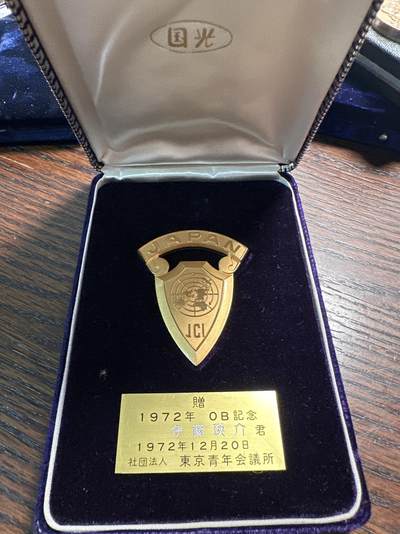 国光
JAPAN
JCI
贈
1972年 OB記念
介 君
1972年12月20日
社団法人 東京青年会議所